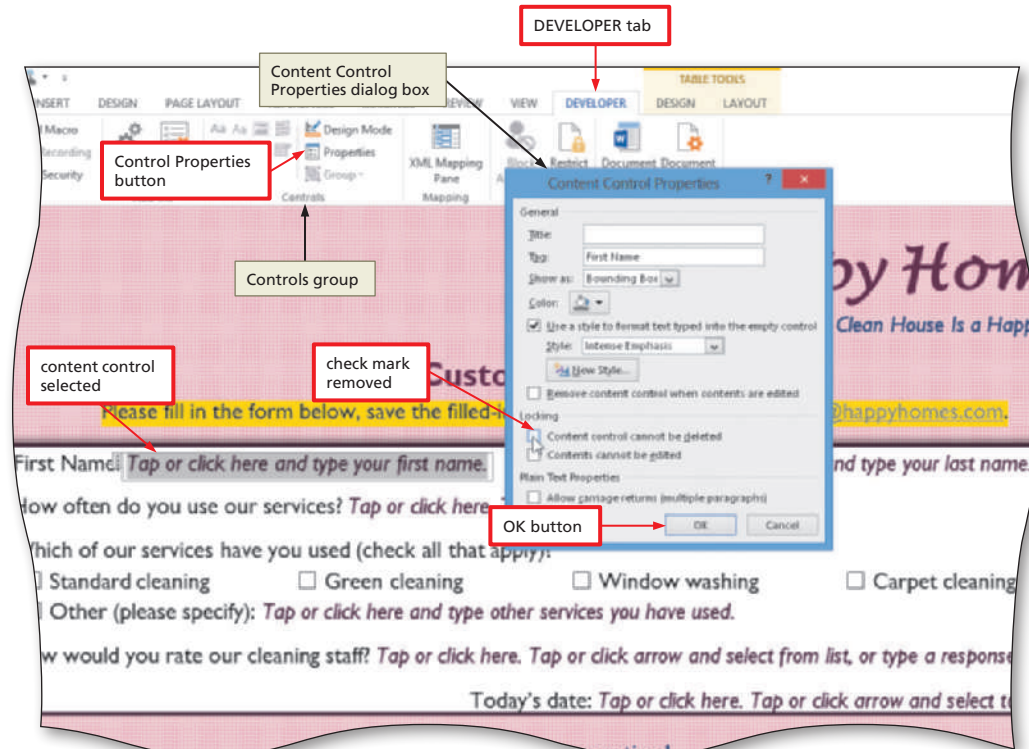 DEVELOPER tab
Content Control
Properties dialog box
TABLE TOOLS
NSERT DESIGN PAGE LAYOUT REVIEW VIEW DEVELOPER DESIGN LAYOUT
Macro
Recording
Security
Aa Aa
Design Mode
Properties
Group
Controls
XML Mapping
Pane
Mapping
Block
Restrict
Document
Document
Control Properties
button
Controls group
Content Control Properties ? ×
General
Title:
Tag: First Name
Show as: Bounding Box
Color:
Use a style to format text typed into the empty control
Style: Intense Emphasis
New Style...
Remove content control when contents are edited
Locking
Content control cannot be deleted
Contents cannot be edited
Plain Text Properties
Allow carriage returns (multiple paragraphs)
OK Cancel
OK button
content control
selected
check mark
removed
py Hom
Clean House Is a Happ
Custo
Please fill in the form below, save the filled-i
@happyhomes.com.
First Name: Tap or click here and type your first name.
nd type your last name.
How often do you use our services? Tap or click here.
Which of our services have you used (check all that apply)?
Standard cleaning Green cleaning Window washing Carpet cleaning
Other (please specify): Tap or click here and type other services you have used.
w would you rate our cleaning staff? Tap or click here. Tap or click arrow and select from list, or type a response
Today's date: Tap or click here. Tap or click arrow and select t